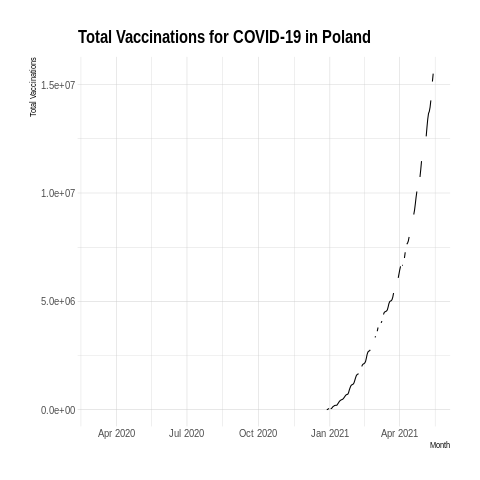 Total Vaccinations for COVID-19 in Poland
Total Vaccinations
1.5e+07
1.0e+07
5.0e+06
0.0e+00
Apr 2020 Jul 2020 Oct 2020 Jan 2021 Apr 2021
Month